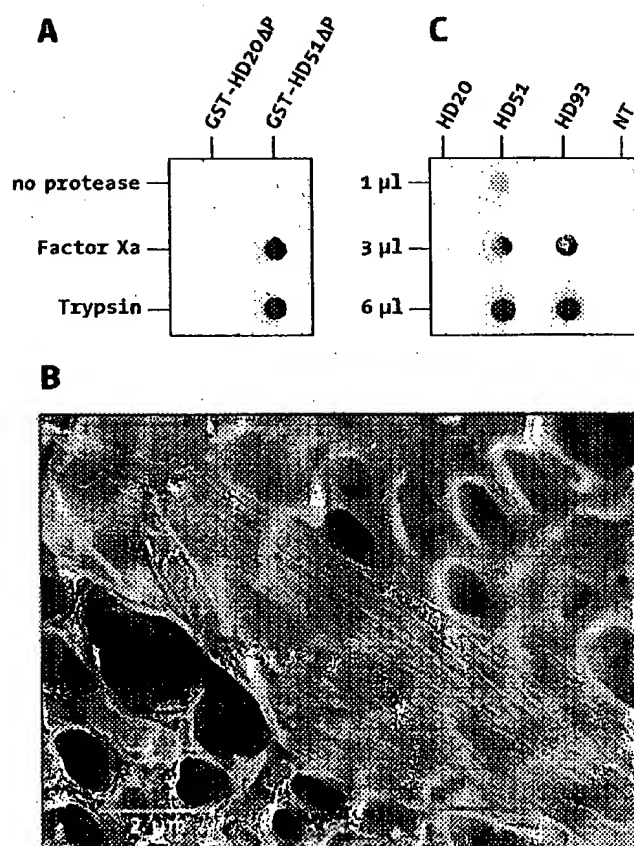 A
GST-HD20ΔP
GST-HD51ΔP
no protease
Factor Xa
Trypsin
C
HD20
HD51
HD93
NT
1 µl
3 µl
6 µl
B